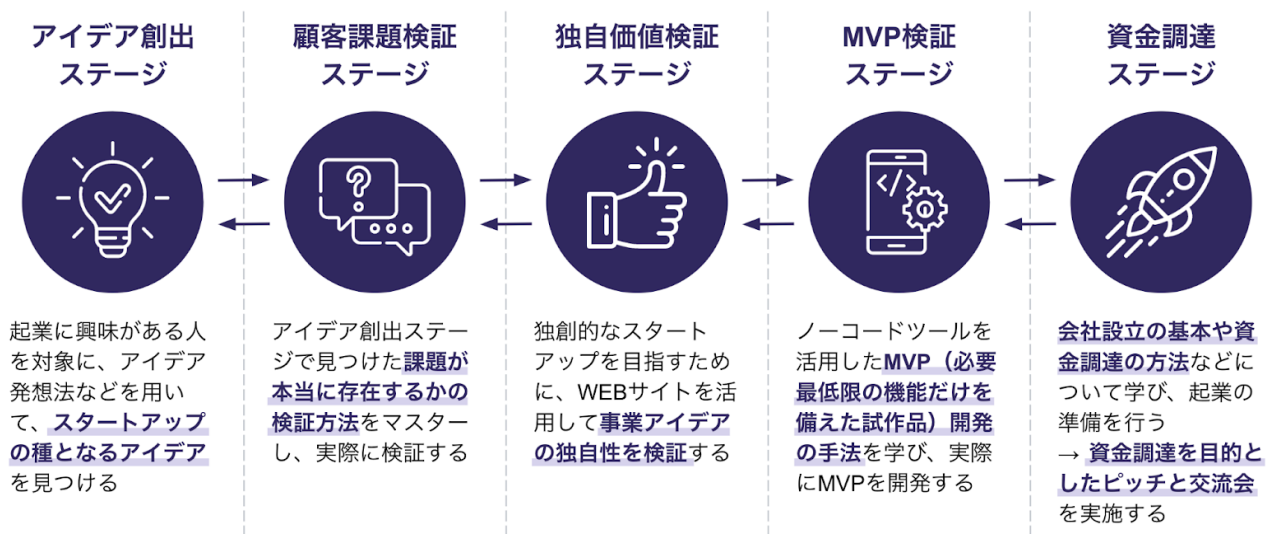 アイデア創出
ステージ
起業に興味がある人
を対象に、アイデア
発想法などを用い
て、スタートアップ
の種となるアイデア
を見つける
顧客課題検証
ステージ
アイデア創出ステー
ジで見つけた課題が
本当に存在するかの
検証方法をマスター
し、実際に検証する
独自価値検証
ステージ
独創的なスタート
アップを目指すため
に、WEBサイトを活
用して事業アイデア
の独自性を検証する
MVP検証
ステージ
ノーコードツールを
活用したMVP（必要
最低限の機能だけを
備えた試作品）開発
の手法を学び、実際
にMVPを開発する
資金調達
ステージ
会社設立の基本や資
金調達の方法などに
ついて学び、起業の
準備を行う
→ 資金調達を目的と
したピッチと交流会
を実施する